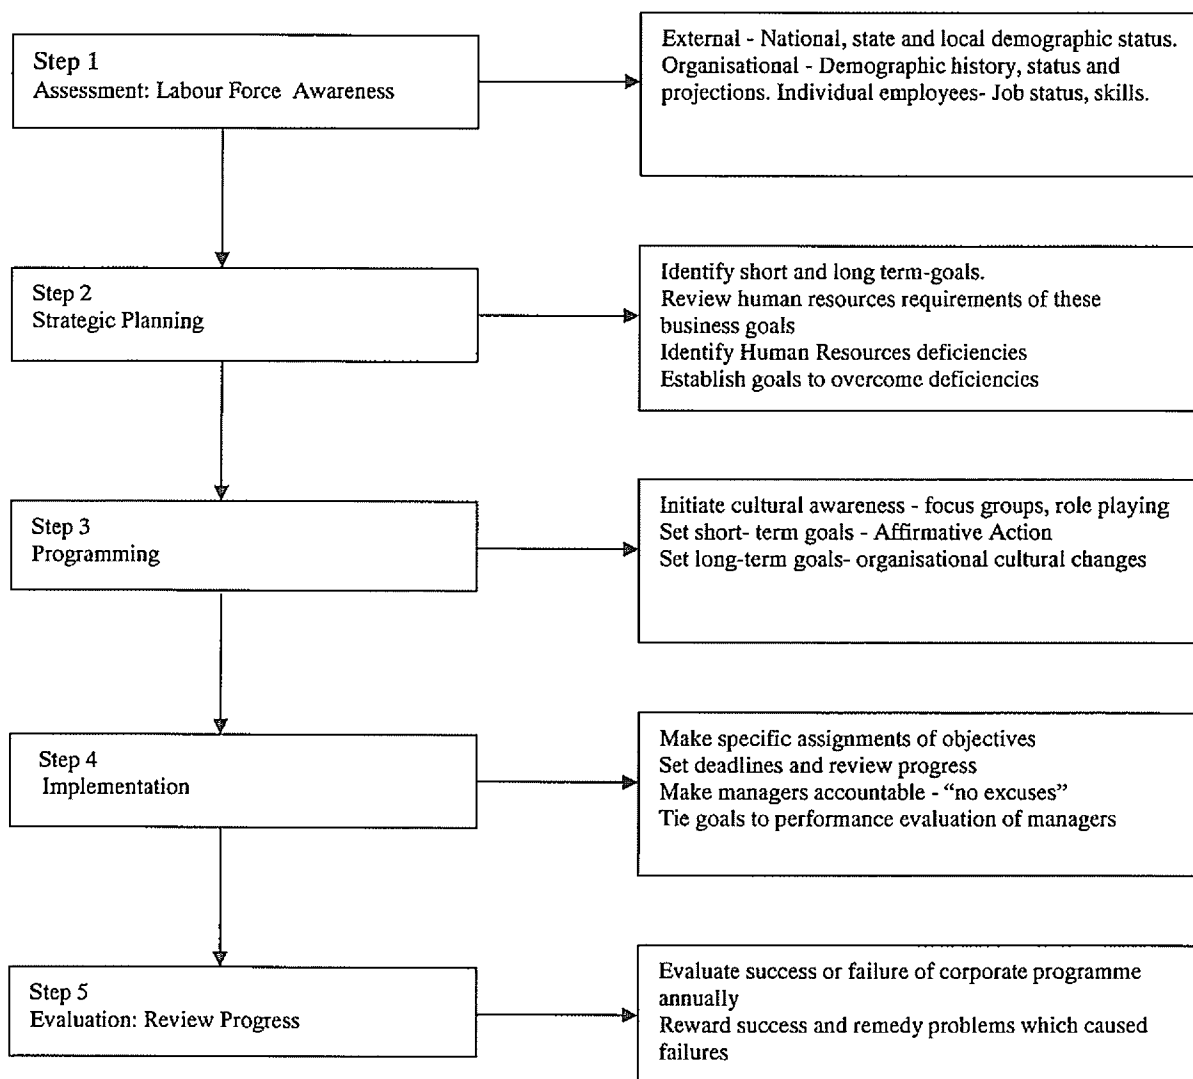 Step 1
Assessment: Labour Force Awareness
External - National, state and local demographic status.
Organisational - Demographic history, status and
projections. Individual employees- Job status, skills.
Step 2
Strategic Planning
Identify short and long term-goals.
Review human resources requirements of these
business goals
Identify Human Resources deficiencies
Establish goals to overcome deficiencies
Step 3
Programming
Initiate cultural awareness - focus groups, role playing
Set short- term goals - Affirmative Action
Set long-term goals- organisational cultural changes
Step 4
Implementation
Make specific assignments of objectives
Set deadlines and review progress
Make managers accountable - “no excuses”
Tie goals to performance evaluation of managers
Step 5
Evaluation: Review Progress
Evaluate success or failure of corporate programme
annually
Reward success and remedy problems which caused
failures